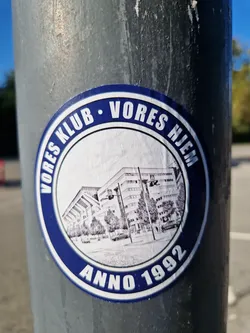 VORES KLUB · VORES HJEM
ANNO 1992